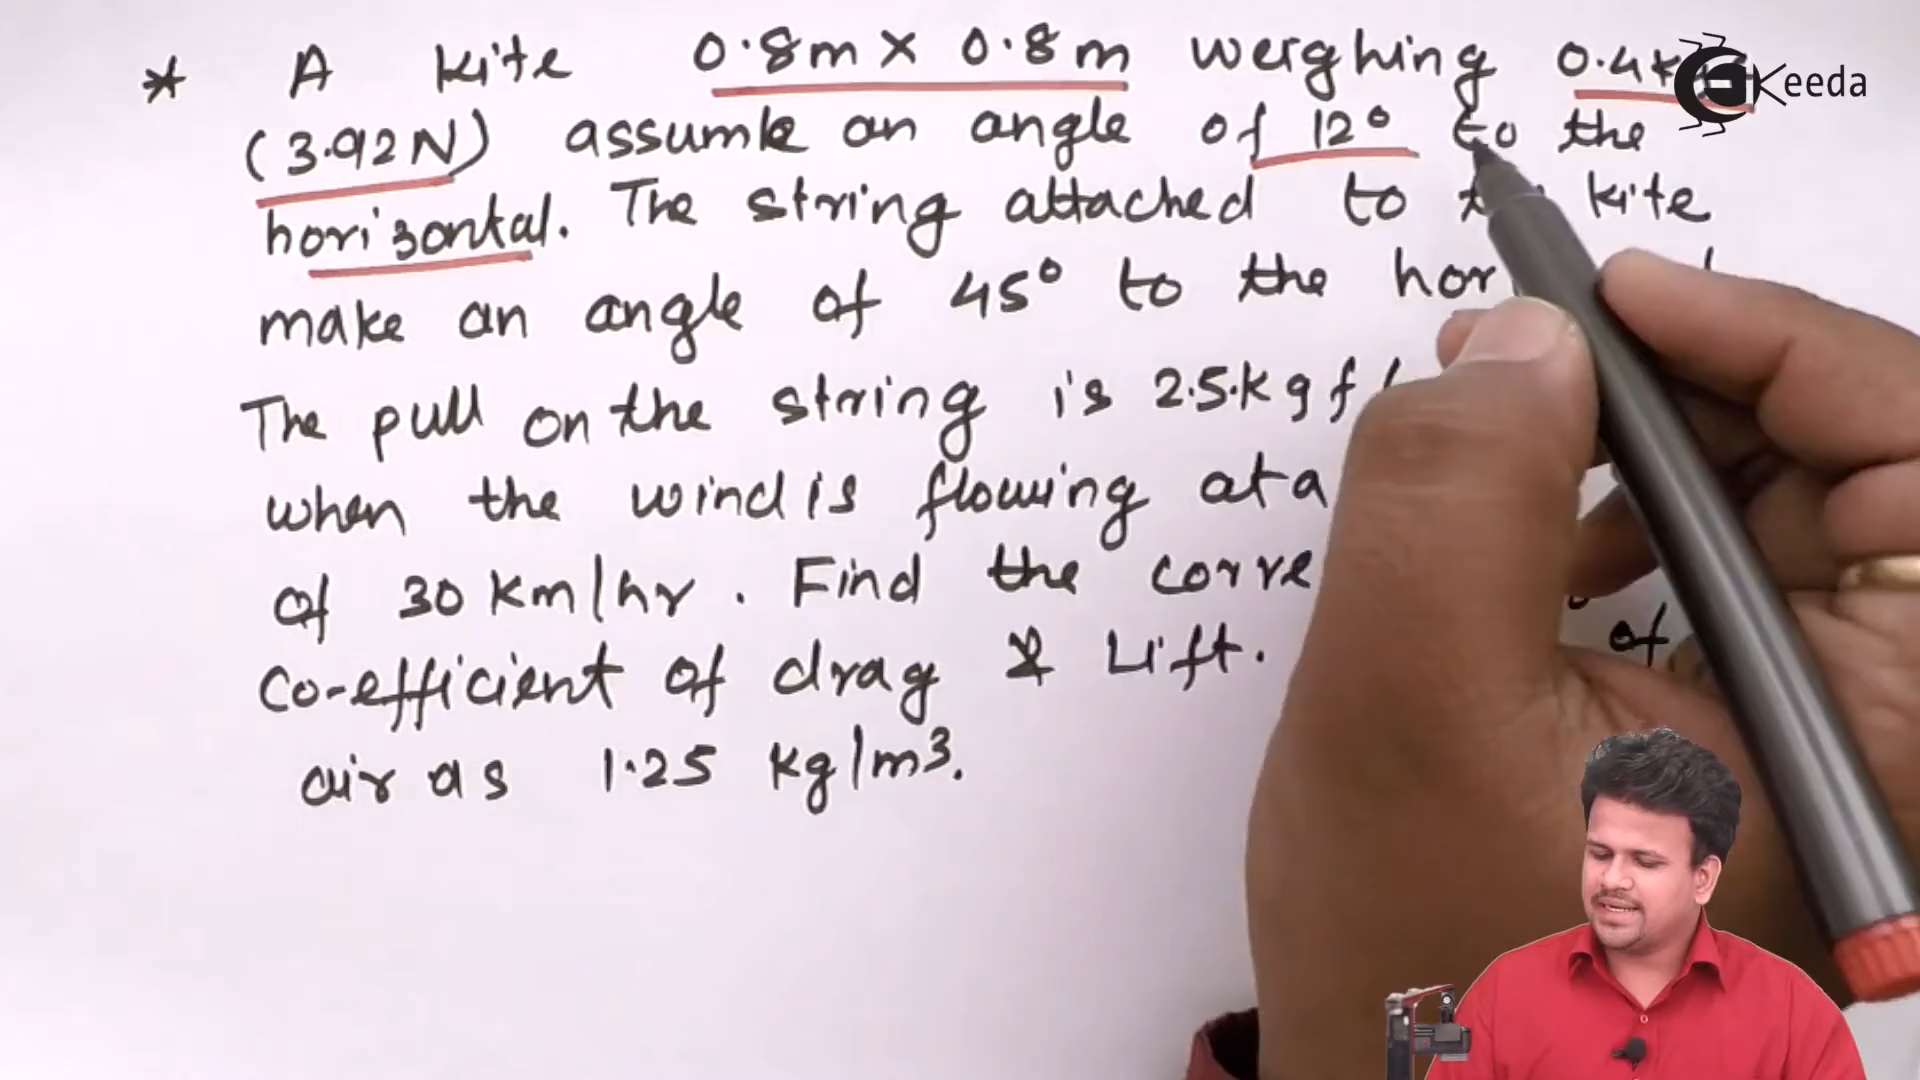 * A kite 0.8m × 0.8m weighing 0.4k
Keeda
(3.92N) assumke an angle of 12° to the
horizontal. The string attached to kite
make an angle of 45° to the hor
The pull on the string is 2.5.kgf(
when the wind is flowing at a
of 30 km/hr. Find the corre
co-efficient of drag & Lift. of
air as 1.25 kg/m3.